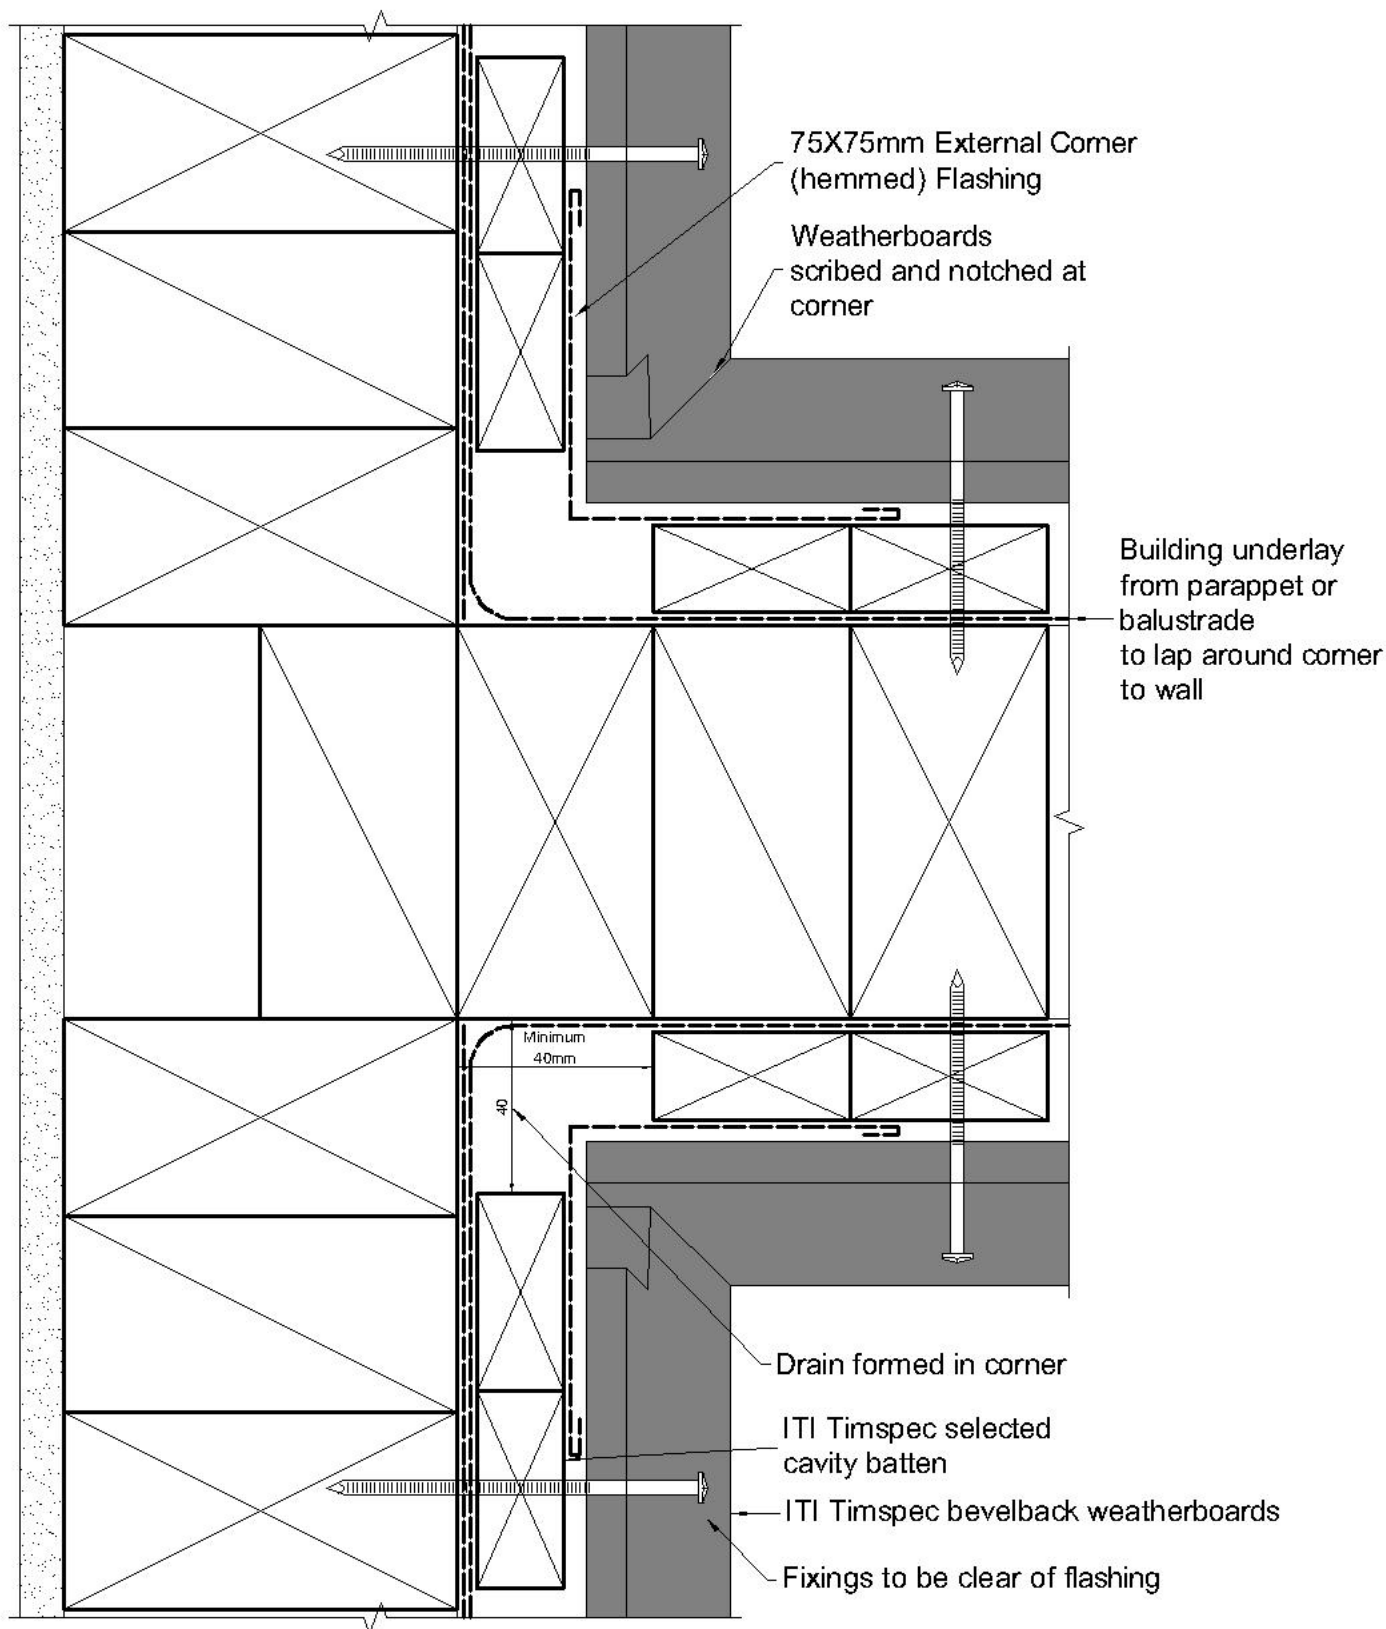 75X75mm External Corner
(hemmed) Flashing
Weatherboards
scribed and notched at
corner
Building underlay
from parappet or
balustrade
to lap around corner
to wall
Minimum
40mm
40
Drain formed in corner
ITI Timspec selected
cavity batten
ITI Timspec bevelback weatherboards
Fixings to be clear of flashing